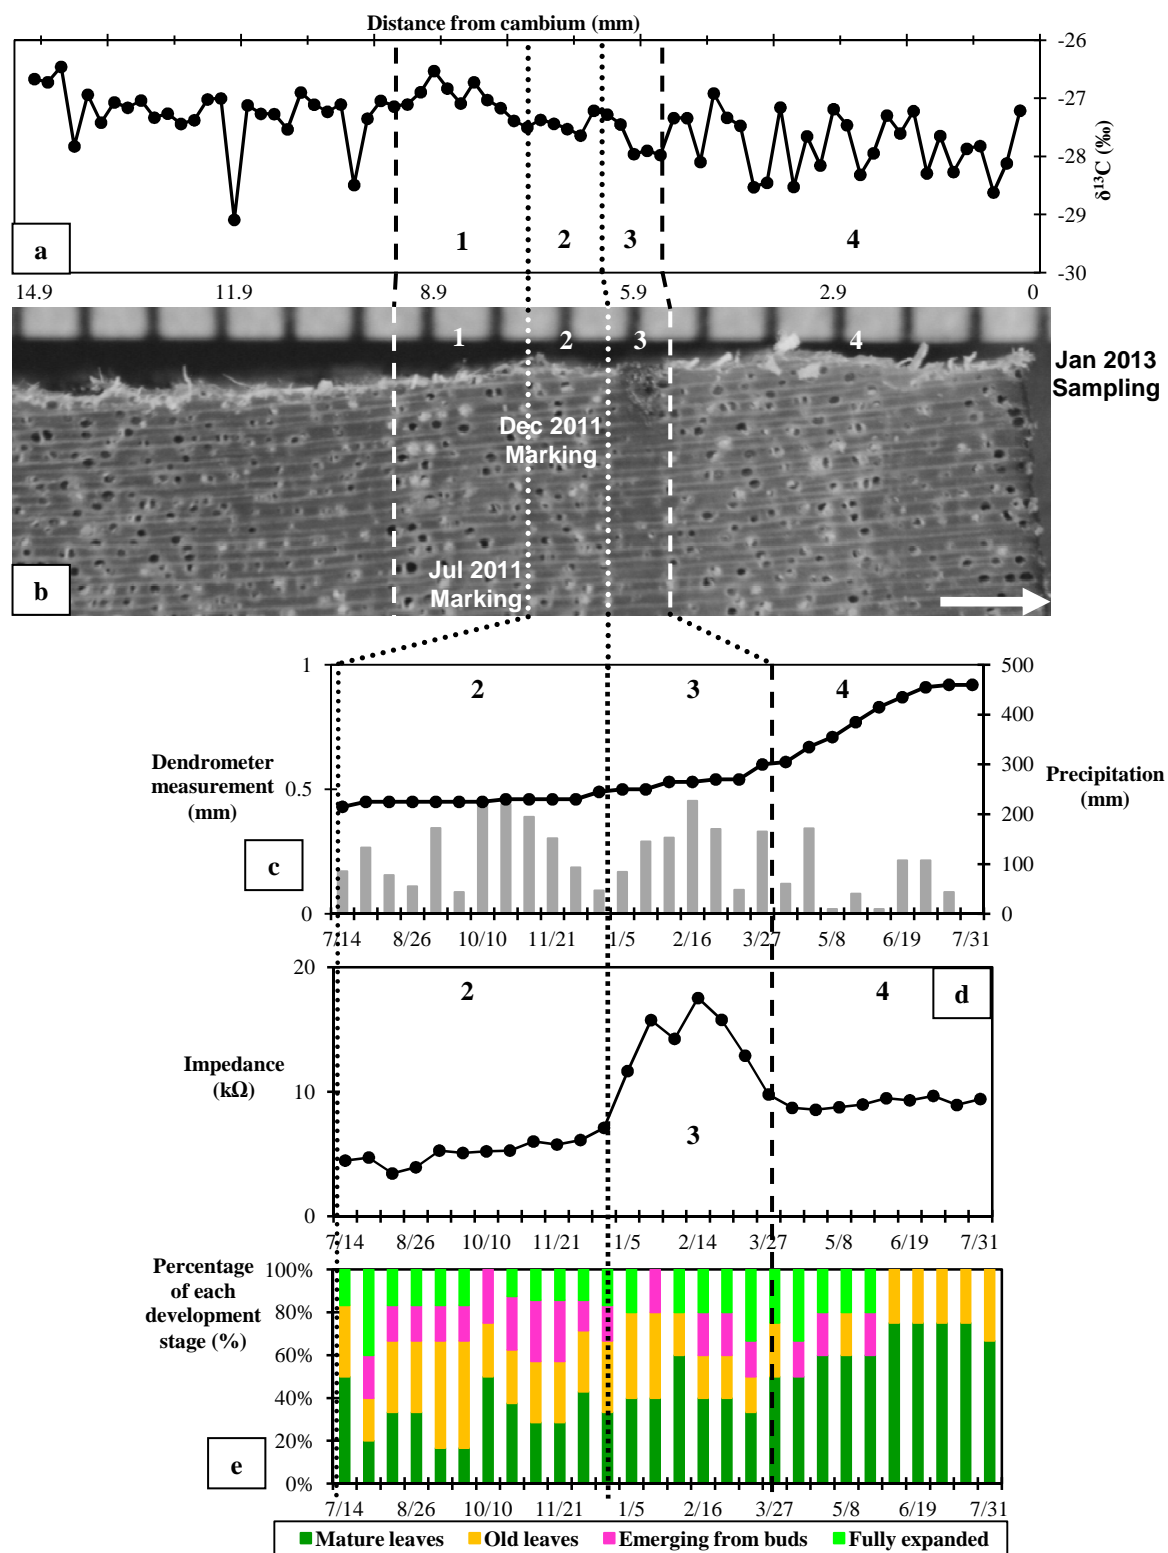 Distance from cambium (mm)
-26
-27
-28
-29
-30
δ13C (‰)
a
1
2
3
4
14.9
11.9
8.9
5.9
2.9
0
1
2
3
4
Jan 2013
Sampling
Dec 2011
Marking
Jul 2011
Marking
b
1
0.5
0
Dendrometer
measurement
(mm)
2
3
4
500
400
300
200
100
0
Precipitation
(mm)
c
7/14 8/26 10/10 11/21 1/5 2/16 3/27 5/8 6/19 7/31
20
10
0
Impedance
(kΩ)
2
3
4
d
7/14 8/26 10/10 11/21 1/5 2/14 3/27 5/8 6/19 7/31
Percentage
of each
development
stage (%)
100%
80%
60%
40%
20%
0%
e
7/14 8/26 10/10 11/21 1/5 2/16 3/27 5/8 6/19 7/31
Mature leaves Old leaves Emerging from buds Fully expanded